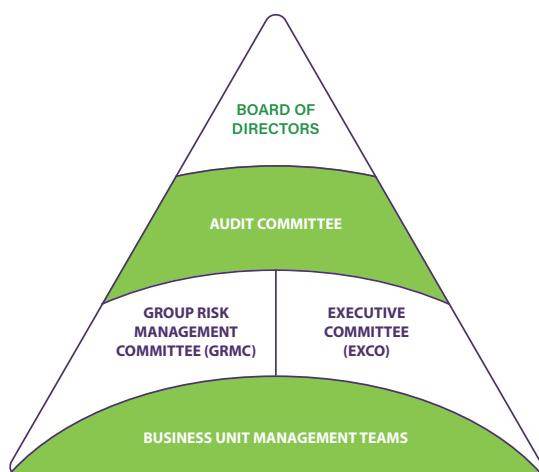 BOARD OF
DIRECTORS
AUDIT COMMITTEE
GROUP RISK
MANAGEMENT
COMMITTEE (GRMC)
EXECUTIVE
COMMITTEE
(EXCO)
BUSINESS UNIT MANAGEMENT TEAMS